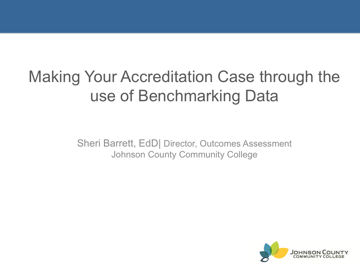 Making Your Accreditation Case through the
use of Benchmarking Data
Sheri Barrett, EdD| Director, Outcomes Assessment
Johnson County Community College
JOHNSON COUNTY
COMMUNITY COLLEGE